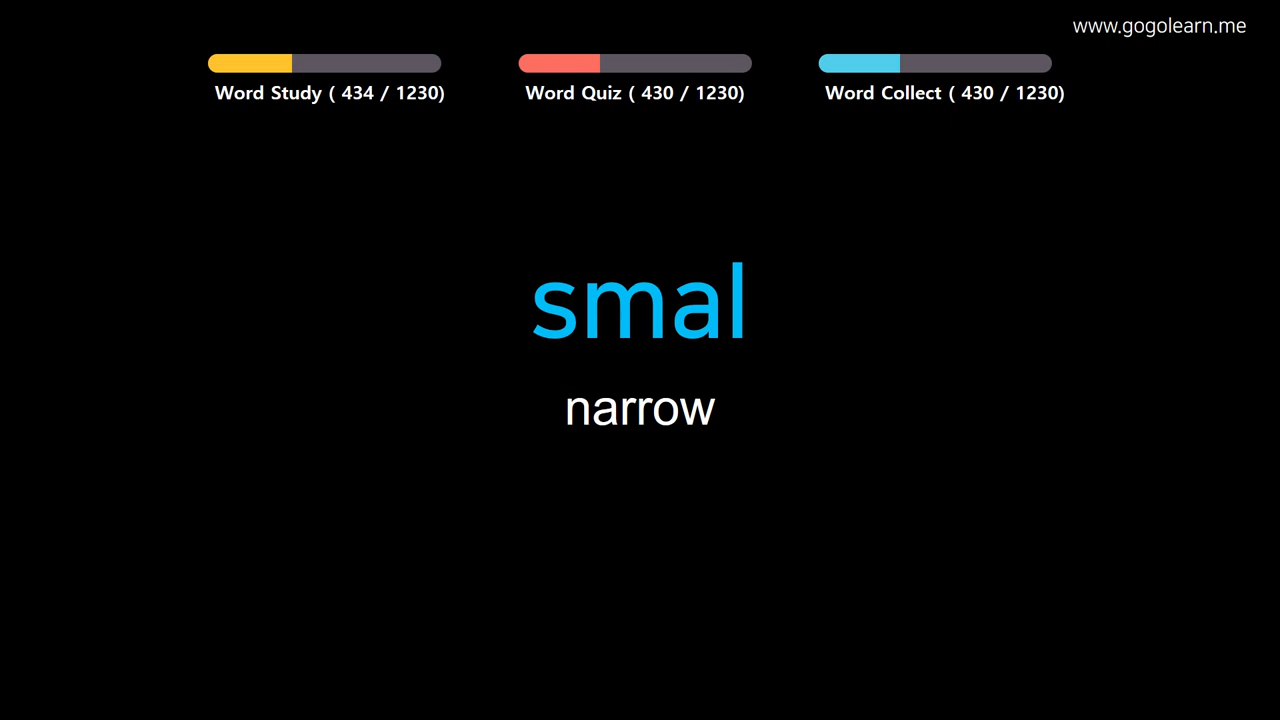 www.gogolearn.me
Word Study ( 434 / 1230)
Word Quiz ( 430 / 1230)
Word Collect ( 430 / 1230)
smal
narrow